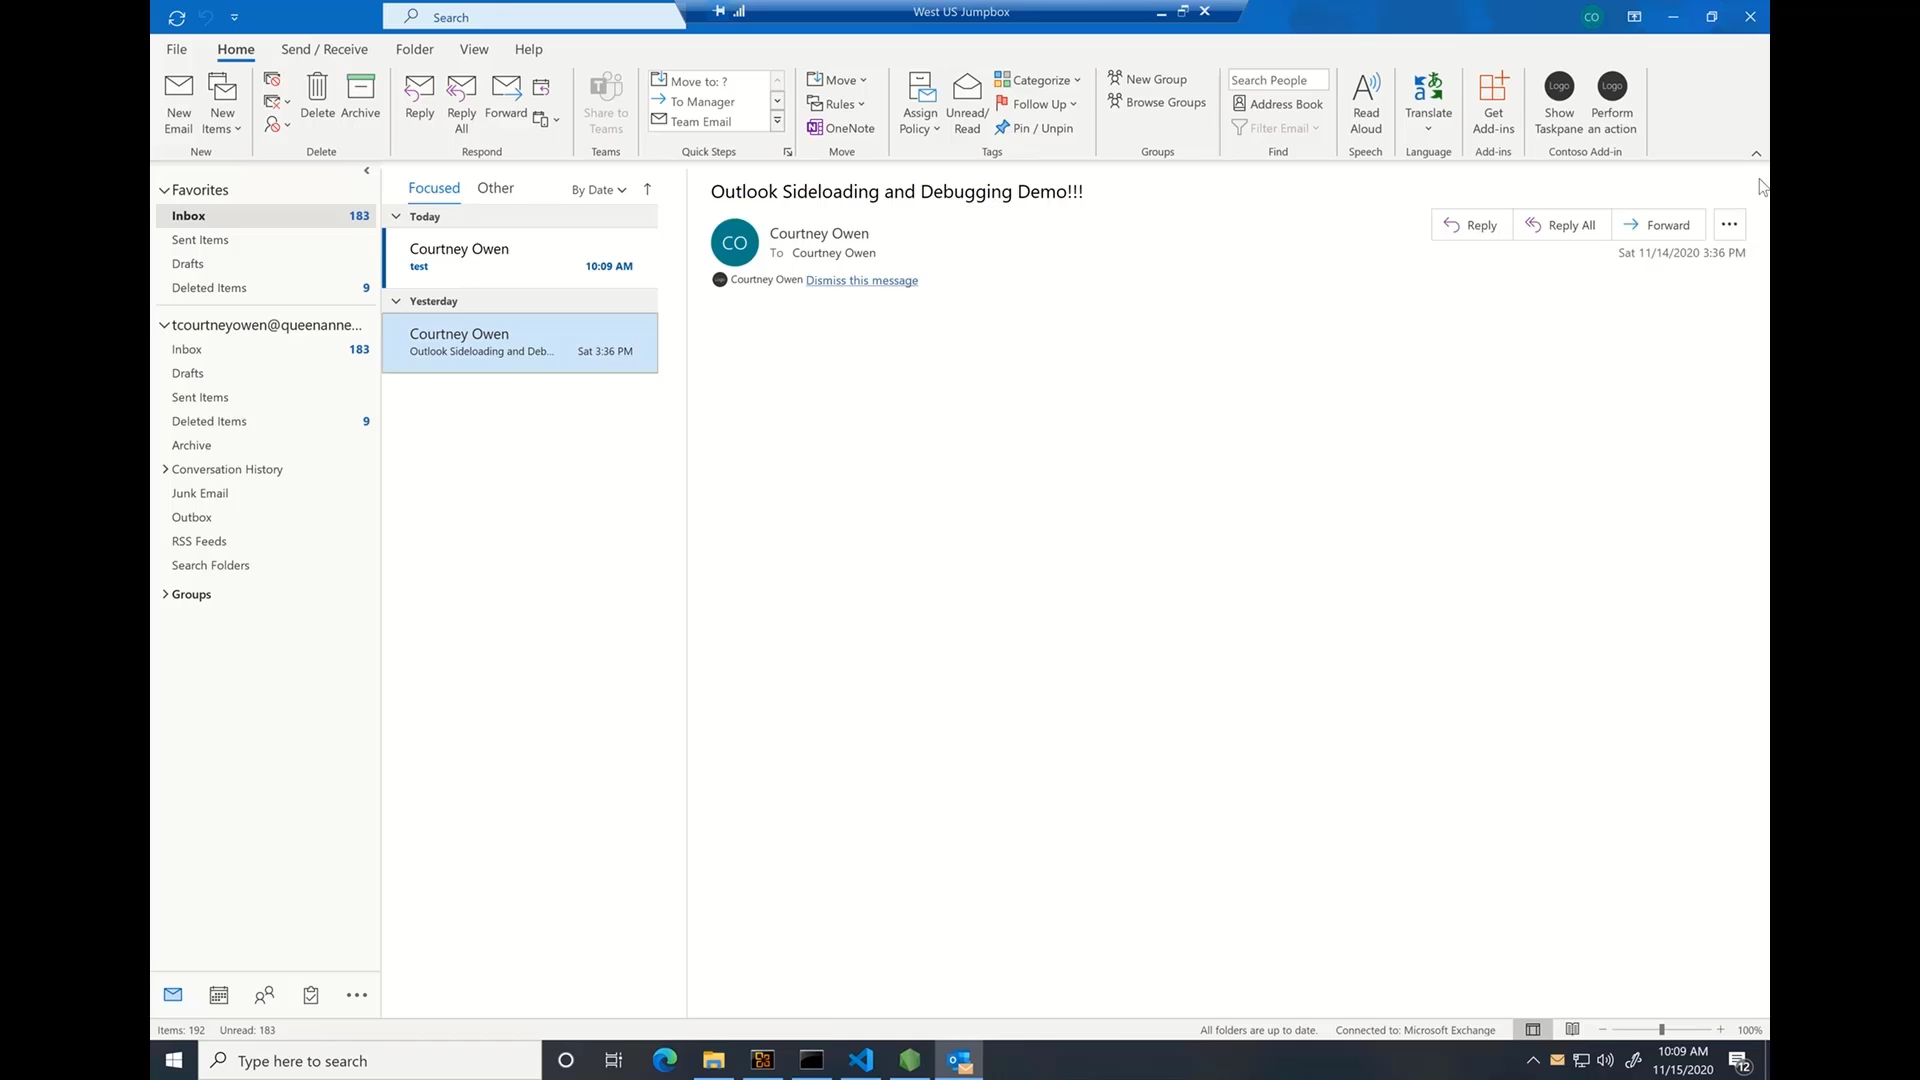 Search
West US Jumpbox
CO
File Home Send / Receive Folder View Help
New Email
New Items
Delete
Archive
Reply
Reply All
Forward
Share to Teams
Move to: ?
To Manager
Team Email
Move
Rules
OneNote
Assign Policy
Unread/ Read
Categorize
Follow Up
Pin / Unpin
New Group
Browse Groups
Search People
Address Book
Filter Email
Read Aloud
Translate
Get Add-ins
Logo
Show Taskpane
Logo
Perform an action
New Delete Respond Teams Quick Steps Move Tags Groups Find Speech Language Add-ins Contoso Add-in
Favorites
Inbox 183
Sent Items
Drafts
Deleted Items 9
tcourtneyowen@queenanne...
Inbox 183
Drafts
Sent Items
Deleted Items 9
Archive
Conversation History
Junk Email
Outbox
RSS Feeds
Search Folders
Groups
Focused Other By Date
Today
Courtney Owen
test 10:09 AM
Yesterday
Courtney Owen
Outlook Sideloading and Deb... Sat 3:36 PM
Outlook Sideloading and Debugging Demo!!!
CO
Courtney Owen
To Courtney Owen
Courtney Owen Dismiss this message
Reply Reply All Forward
Sat 11/14/2020 3:36 PM
Items: 192 Unread: 183
All folders are up to date. Connected to: Microsoft Exchange
100%
Type here to search
10:09 AM
11/15/2020
12